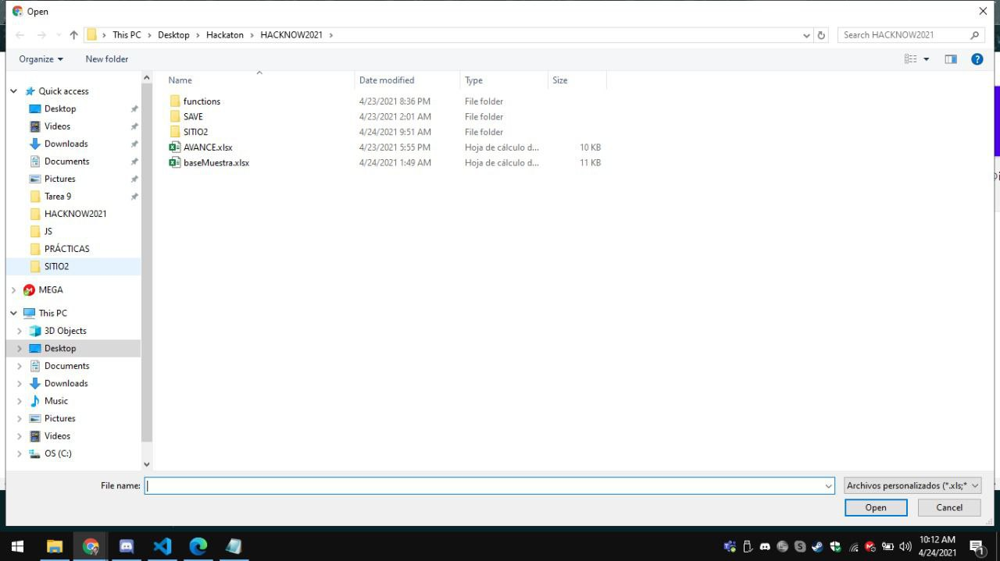 Open
This PC > Desktop > Hackaton > HACKNOW2021 >
Search HACKNOW2021
Organize
New folder
Name
Date modified
Type
Size
functions 4/23/2021 8:36 PM File folder
SAVE 4/23/2021 2:01 AM File folder
SITIO2 4/24/2021 9:51 AM File folder
AVANCE.xlsx 4/23/2021 5:55 PM Hoja de cálculo d... 10 KB
baseMuestra.xlsx 4/24/2021 1:49 AM Hoja de cálculo d... 11 KB
Quick access
Desktop
Videos
Downloads
Documents
Pictures
Tarea 9
HACKNOW2021
JS
PRÁCTICAS
SITIO2
MEGA
This PC
3D Objects
Desktop
Documents
Downloads
Music
Pictures
Videos
OS (C:)
File name:
Archivos personalizados (*.xls;*
Open
Cancel
10:12 AM
4/24/2021
1